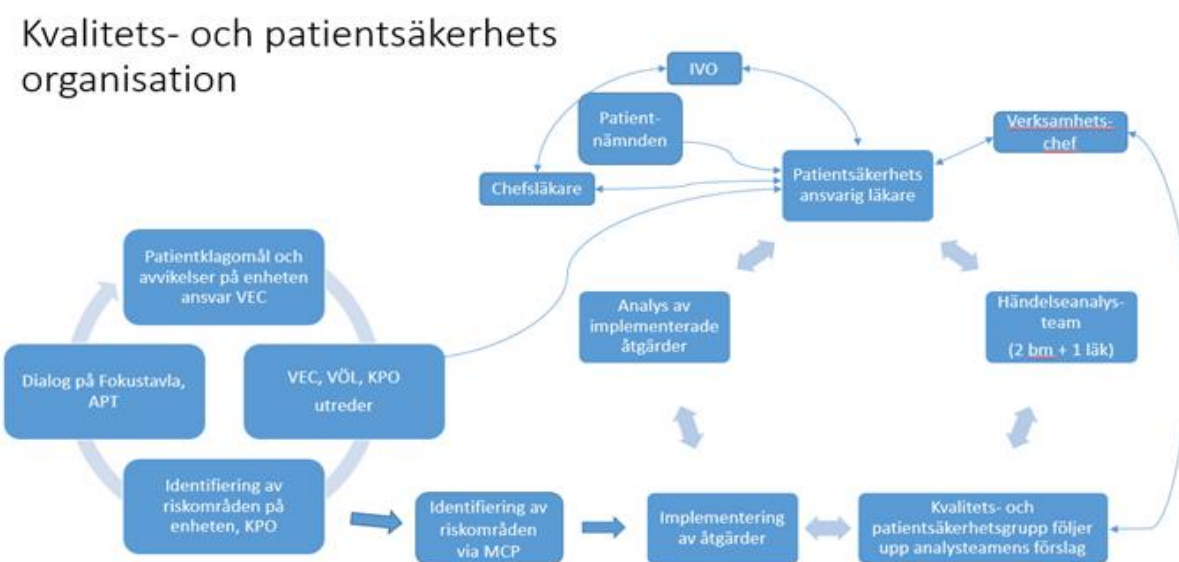 Kvalitets- och patientsäkerhets
organisation
IVO
Patient-
nämnden
Chefsläkare
Patientsäkerhets
ansvarig läkare
Verksamhets-
chef
Patientklagomål och
avvikelser på enheten
ansvar VEC
Dialog på Fokustavla,
APT
VEC, VÖL, KPO
utreder
Identifiering av
riskområden på
enheten, KPO
Analys av
implementerade
åtgärder
Händelseanalys-
team
(2 bm + 1 läk)
Identifiering av
riskområden
via MCP
Implementering
av åtgärder
Kvalitets- och
patientsäkerhetsgrupp följer
upp analysteamens förslag